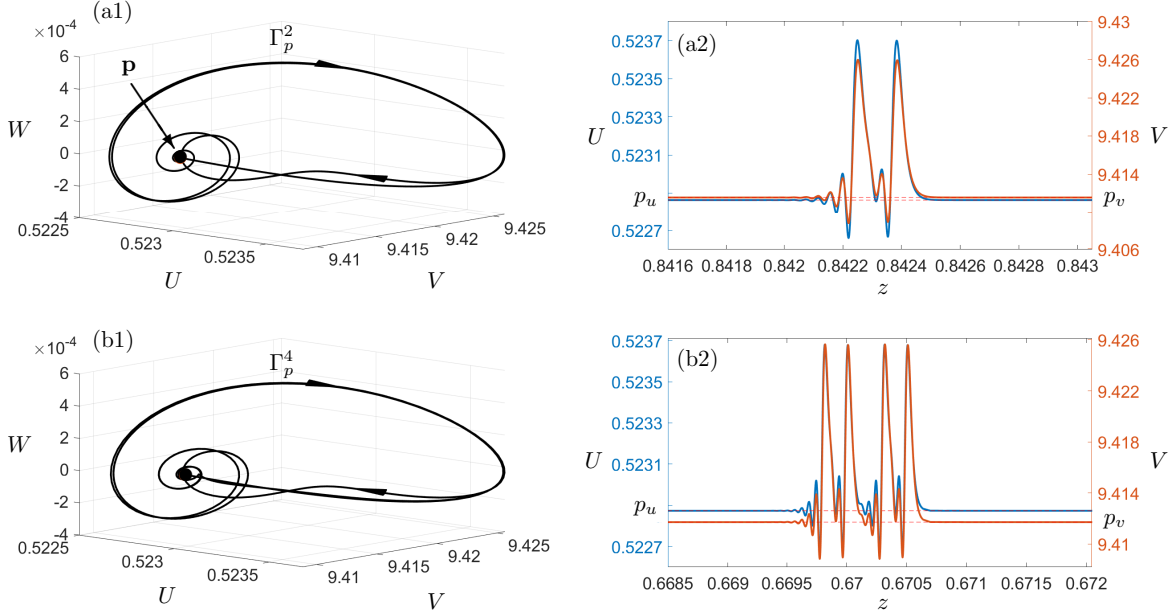 (a1)
×10⁻⁴
Γ²ₚ
p
W
6
4
2
0
-2
-4
0.5225
0.523
0.5235
U
9.41
9.415
9.42
9.425
V
(a2)
0.5237
0.5235
0.5233
0.5231
0.5227
U
pᵤ
9.43
9.426
9.422
9.418
9.414
9.406
V
pᵥ
0.8416
0.8418
0.842
0.8422
0.8424
0.8426
0.8428
0.843
z
(b1)
×10⁻⁴
Γ⁴ₚ
W
6
4
2
0
-2
-4
0.5225
0.523
0.5235
U
9.41
9.415
9.42
9.425
V
(b2)
0.5237
0.5235
0.5233
0.5231
0.5227
U
pᵤ
9.426
9.422
9.418
9.414
9.41
V
pᵥ
0.6685
0.669
0.6695
0.67
0.6705
0.671
0.6715
0.672
z